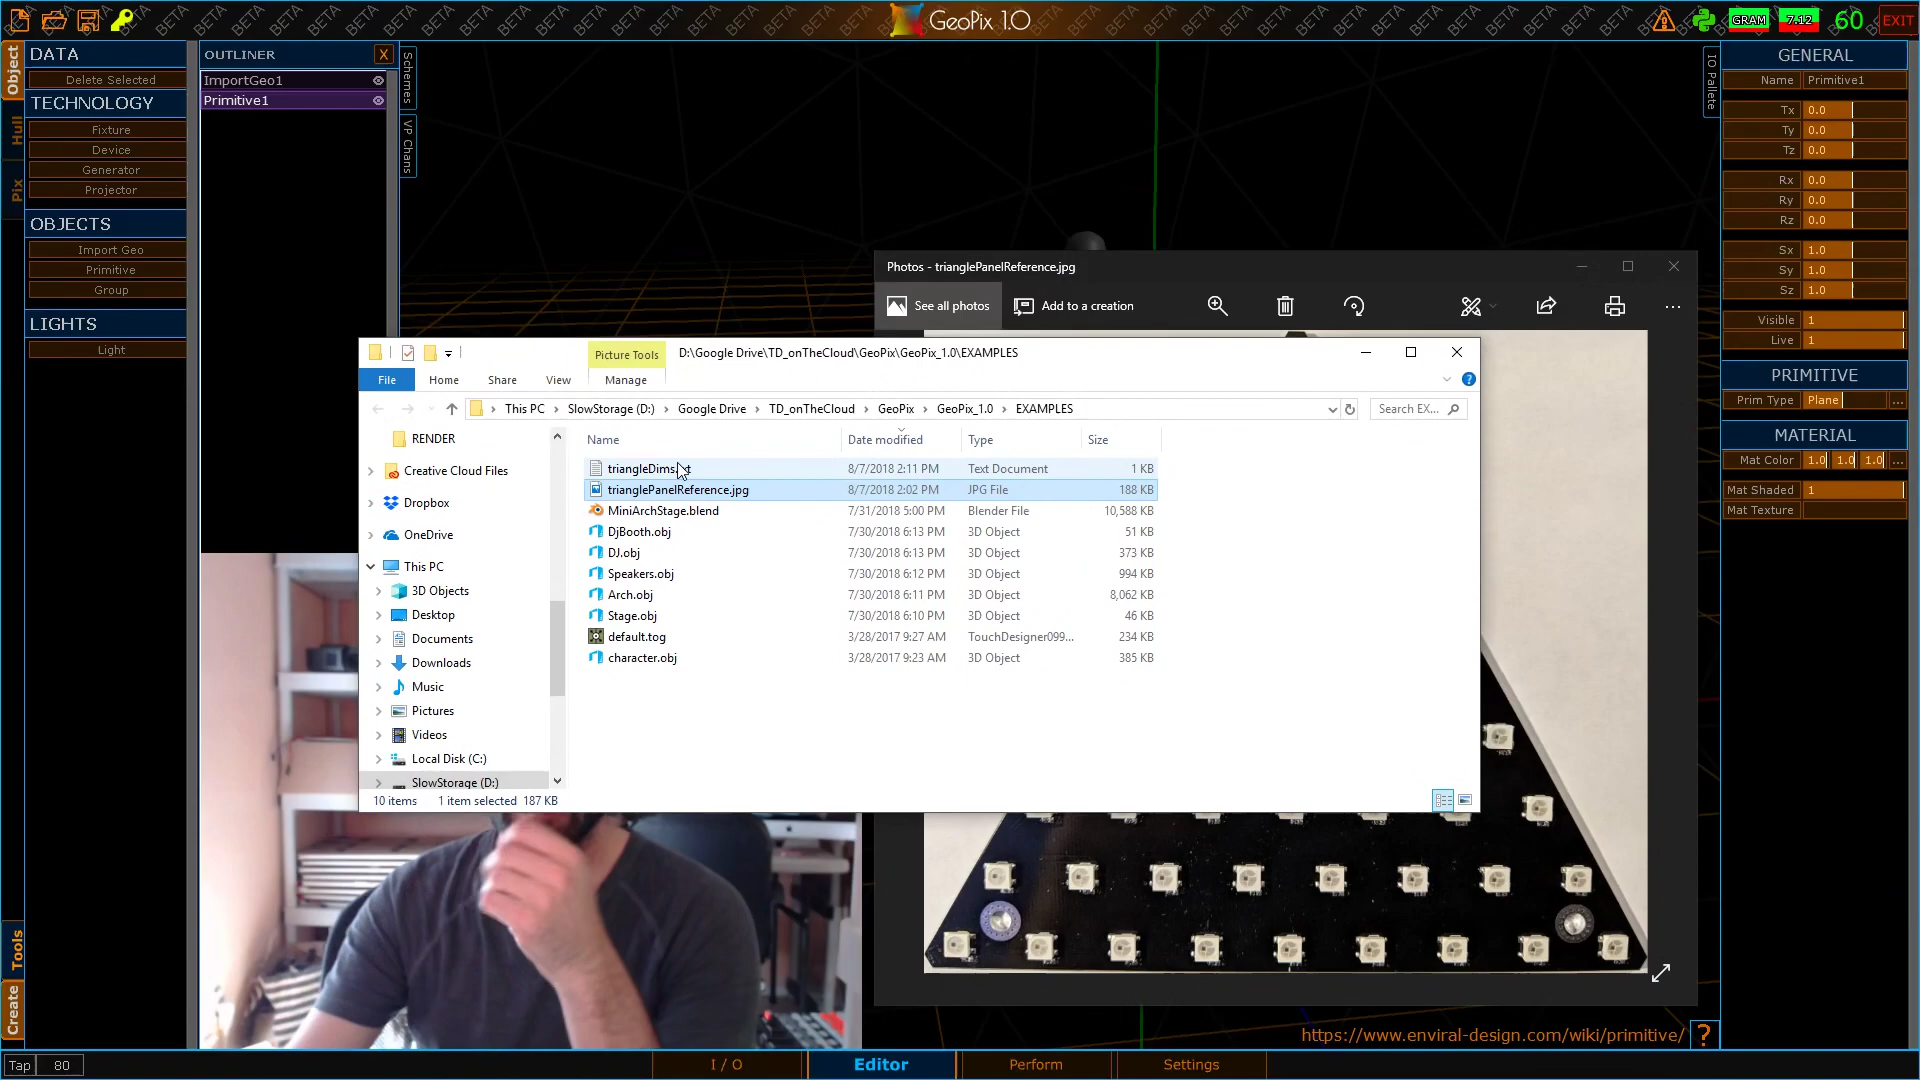 BETA
GeoPix 1.0
GRAM
7.12
60
EXIT
Object
Hull
Pix
Tools
Create
DATA
Delete Selected
TECHNOLOGY
Fixture
Device
Generator
Projector
OBJECTS
Import Geo
Primitive
Group
LIGHTS
Light
OUTLINER X
ImportGeo1
Primitive1
Schemes
VP Chans
IO Pallete
GENERAL
Name Primitive1
Tx 0.0
Ty 0.0
Tz 0.0
Rx 0.0
Ry 0.0
Rz 0.0
Sx 1.0
Sy 1.0
Sz 1.0
Visible 1
Live 1
PRIMITIVE
Prim Type Plane ...
MATERIAL
Mat Color 1.0 1.0 1.0 ...
Mat Shaded 1
Mat Texture
Photos - trianglePanelReference.jpg
See all photos Add to a creation
Picture Tools D:\Google Drive\TD_onTheCloud\GeoPix\GeoPix_1.0\EXAMPLES
File Home Share View Manage
This PC > SlowStorage (D:) > Google Drive > TD_onTheCloud > GeoPix > GeoPix_1.0 > EXAMPLES
Search EX...
RENDER
Creative Cloud Files
Dropbox
OneDrive
This PC
3D Objects
Desktop
Documents
Downloads
Music
Pictures
Videos
Local Disk (C:)
SlowStorage (D:)
Name Date modified Type Size
triangleDims.txt 8/7/2018 2:11 PM Text Document 1 KB
trianglePanelReference.jpg 8/7/2018 2:02 PM JPG File 188 KB
MiniArchStage.blend 7/31/2018 5:00 PM Blender File 10,588 KB
DjBooth.obj 7/30/2018 6:13 PM 3D Object 51 KB
DJ.obj 7/30/2018 6:13 PM 3D Object 373 KB
Speakers.obj 7/30/2018 6:12 PM 3D Object 994 KB
Arch.obj 7/30/2018 6:11 PM 3D Object 8,062 KB
Stage.obj 7/30/2018 6:10 PM 3D Object 46 KB
default.tog 3/28/2017 9:27 AM TouchDesigner099... 234 KB
character.obj 3/28/2017 9:23 AM 3D Object 385 KB
10 items 1 item selected 187 KB
https://www.enviral-design.com/wiki/primitive/ ?
Tap 80
I / O Editor Perform Settings